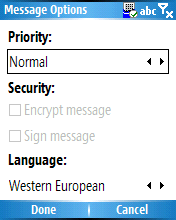 Message Options abc
Priority:
Normal
Security:
Encrypt message
Sign message
Language:
Western European
Done Cancel